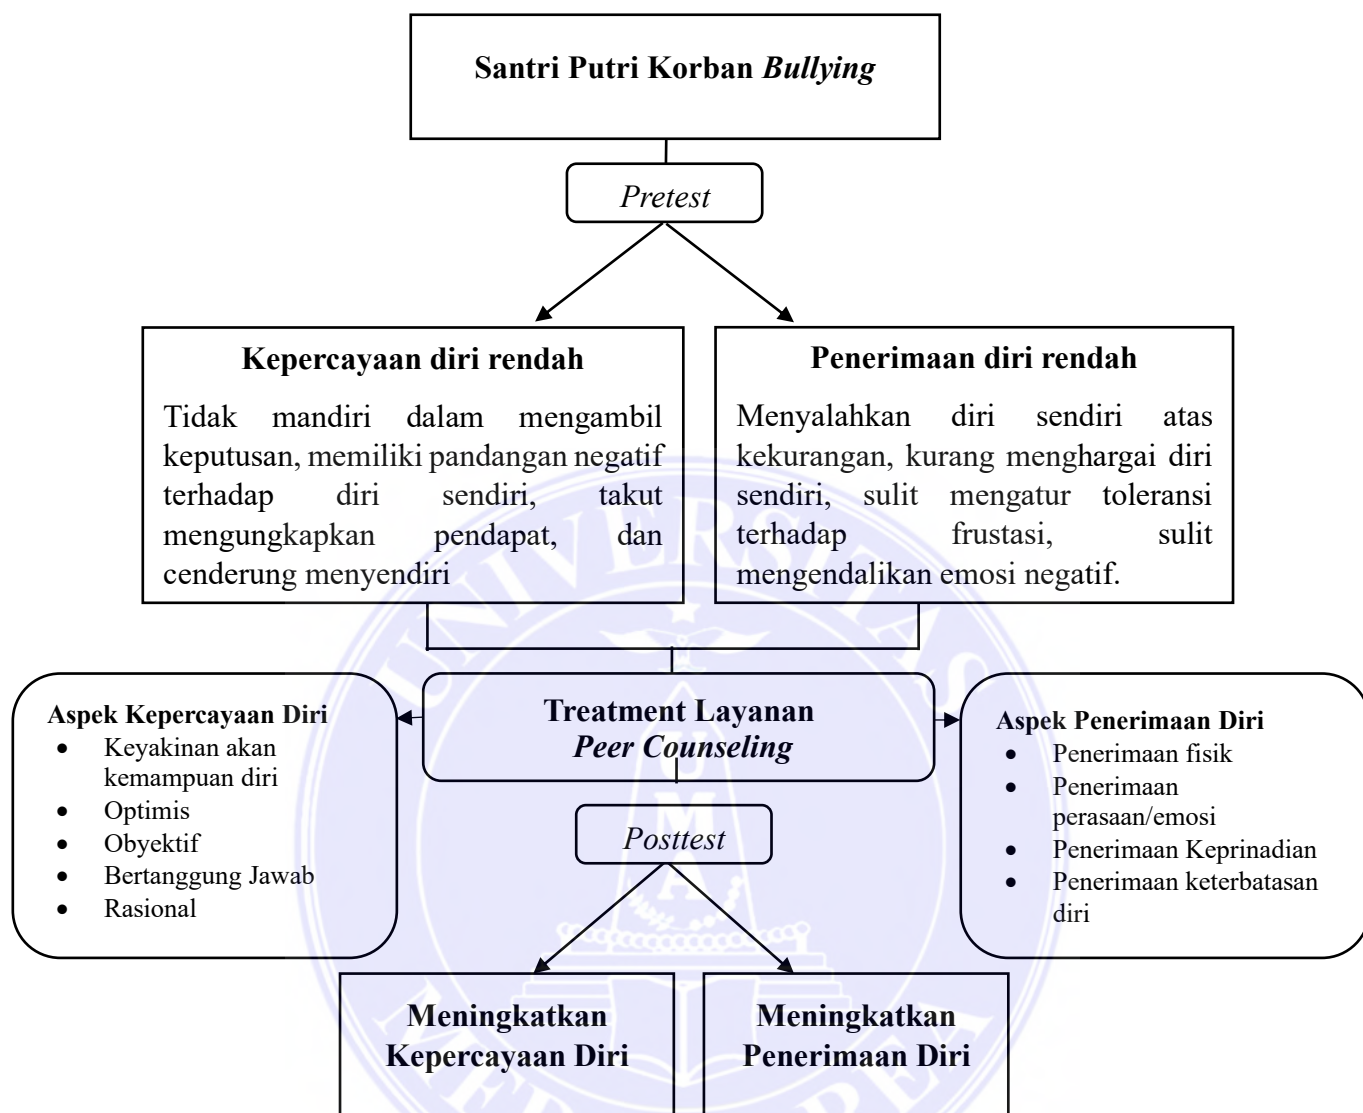 Santri Putri Korban Bullying
Pretest
Kepercayaan diri rendah
Tidak mandiri dalam mengambil
keputusan, memiliki pandangan negatif
terhadap diri sendiri, takut
mengungkapkan pendapat, dan
cenderung menyendiri
Penerimaan diri rendah
Menyalahkan diri sendiri atas
kekurangan, kurang menghargai diri
sendiri, sulit mengatur toleransi
terhadap frustasi, sulit
mengendalikan emosi negatif.
Aspek Kepercayaan Diri
• Keyakinan akan
kemampuan diri
• Optimis
• Obyektif
• Bertanggung Jawab
• Rasional
Treatment Layanan
Peer Counseling
Aspek Penerimaan Diri
• Penerimaan fisik
• Penerimaan
perasaan/emosi
• Penerimaan Keprinadian
• Penerimaan keterbatasan
diri
Posttest
Meningkatkan
Kepercayaan Diri
Meningkatkan
Penerimaan Diri
UNIVERSITAS
UMA